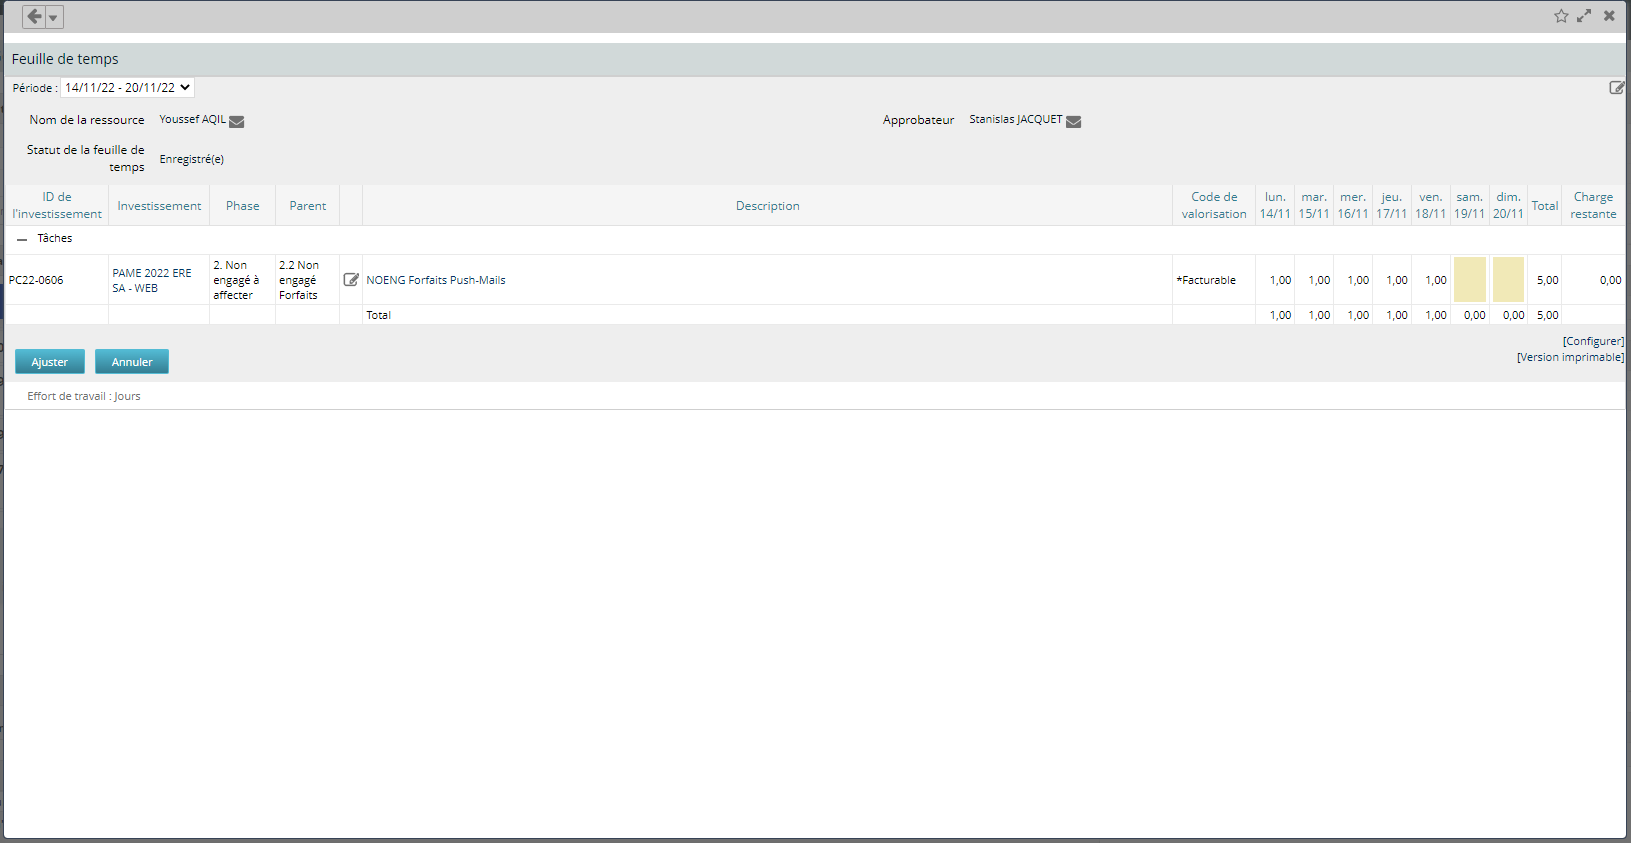 Feuille de temps
Période : 14/11/22 - 20/11/22
Nom de la ressource Youssef AQIL Approbateur Stanislas JACQUET
Statut de la feuille de
temps
Enregistré(e)
ID de
l'investissement
Investissement
Phase
Parent
Description
Code de
valorisation
lun.
14/11
mar.
15/11
mer.
16/11
jeu.
17/11
ven.
18/11
sam.
19/11
dim.
20/11
Total
Charge
restante
Tâches
PC22-0606
PAME 2022 ERE
SA - WEB
2. Non
engagé à
affecter
2.2 Non
engagé
Forfaits
NOENG Forfaits Push-Mails
*Facturable
1,00 1,00 1,00 1,00 1,00 5,00 0,00
Total 1,00 1,00 1,00 1,00 1,00 0,00 0,00 5,00
[Configurer]
[Version imprimable]
Ajuster Annuler
Effort de travail : Jours